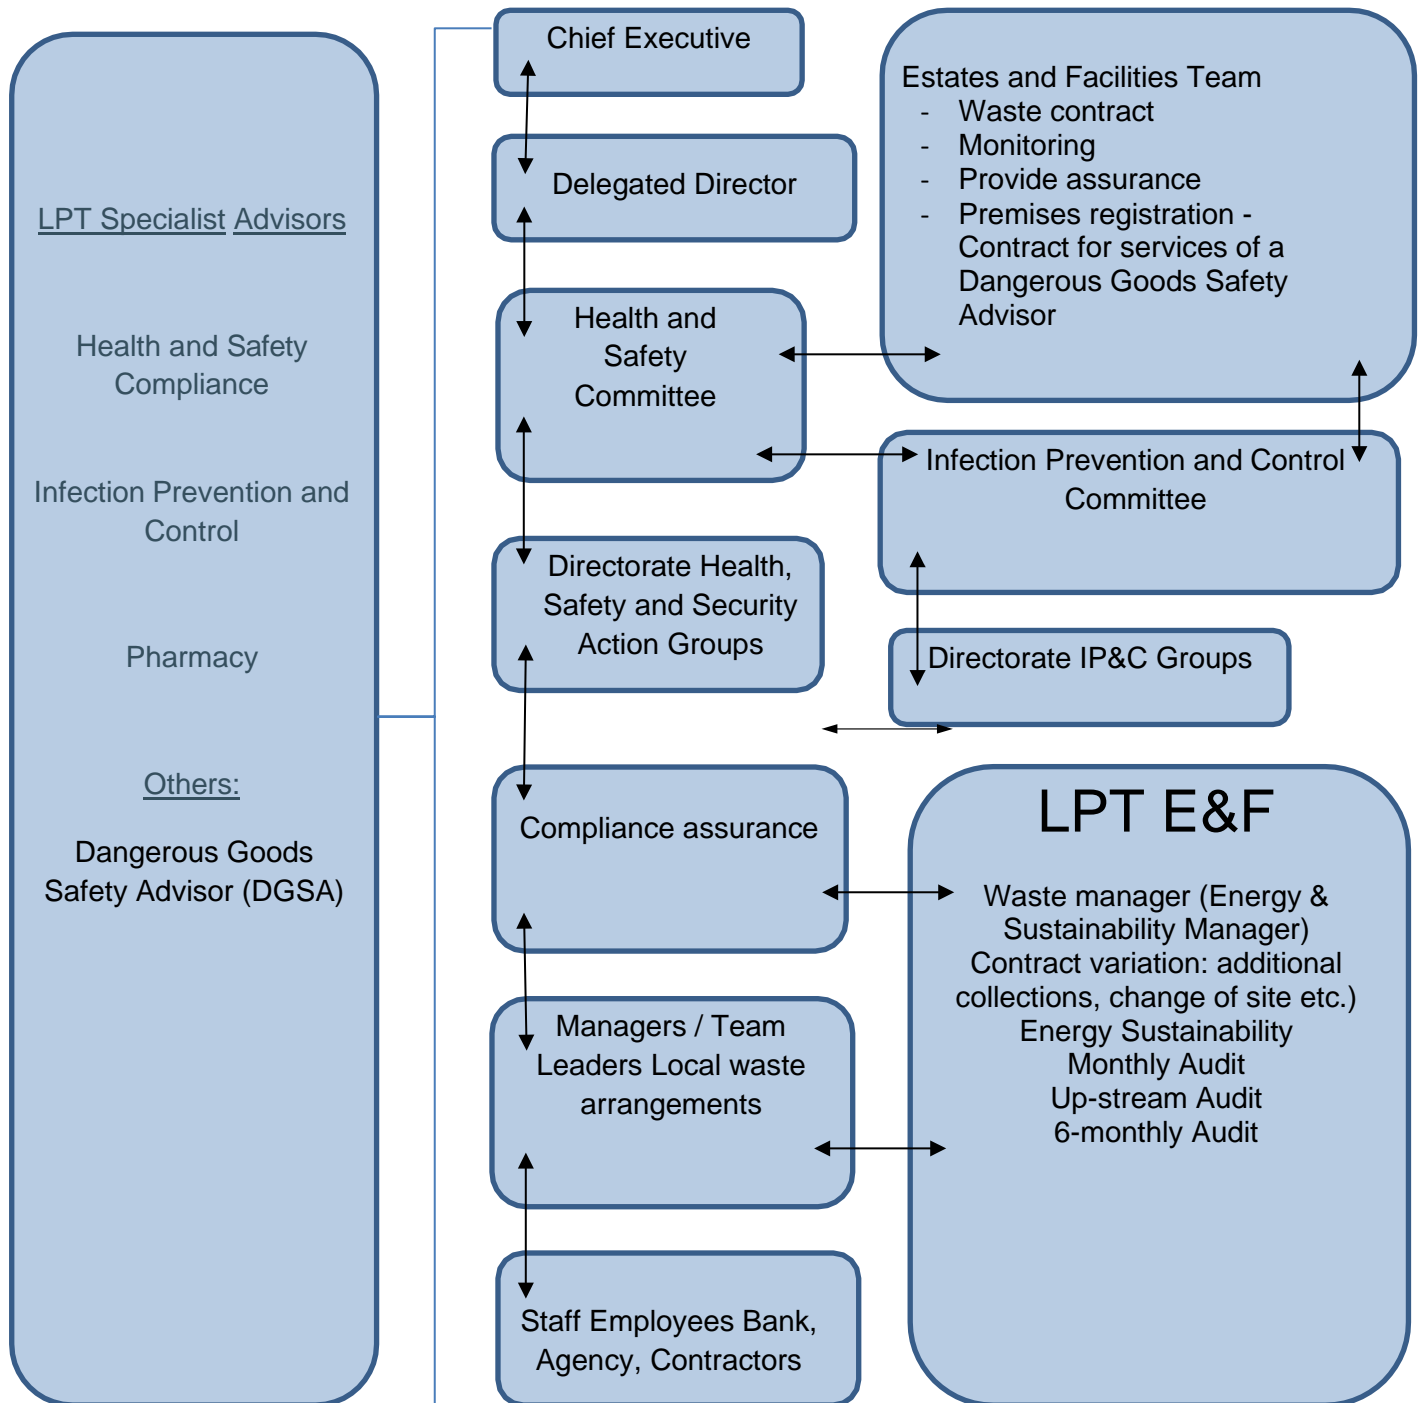 LPT Specialist Advisors
Health and Safety
Compliance
Infection Prevention and
Control
Pharmacy
Others:
Dangerous Goods
Safety Advisor (DGSA)
Chief Executive
Delegated Director
Health and
Safety
Committee
Directorate Health,
Safety and Security
Action Groups
Compliance assurance
Managers / Team
Leaders Local waste
arrangements
Staff Employees Bank,
Agency, Contractors
Estates and Facilities Team
- Waste contract
- Monitoring
- Provide assurance
- Premises registration -
Contract for services of a
Dangerous Goods Safety
Advisor
Infection Prevention and Control
Committee
Directorate IP&C Groups
LPT E&F
Waste manager (Energy &
Sustainability Manager)
Contract variation: additional
collections, change of site etc.)
Energy Sustainability
Monthly Audit
Up-stream Audit
6-monthly Audit